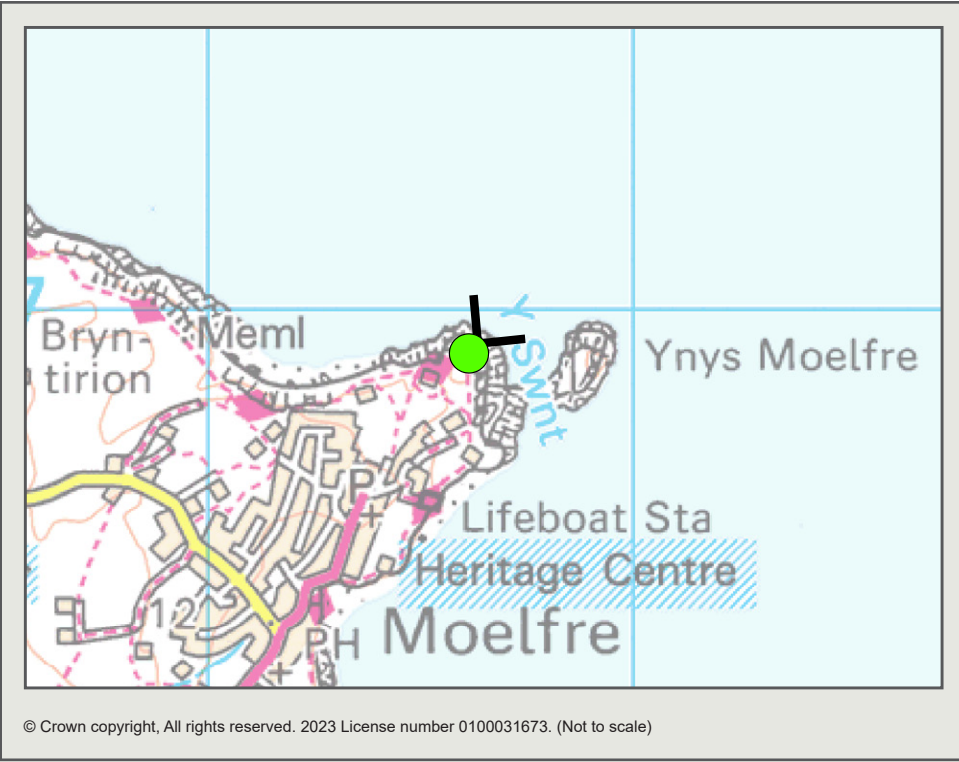 7
Bryn-
tirion
Meml
Y Swnt
Ynys Moelfre
P
Lifeboat Sta
Heritage Centre
12
PH
Moelfre
© Crown copyright, All rights reserved. 2023 License number 0100031673. (Not to scale)